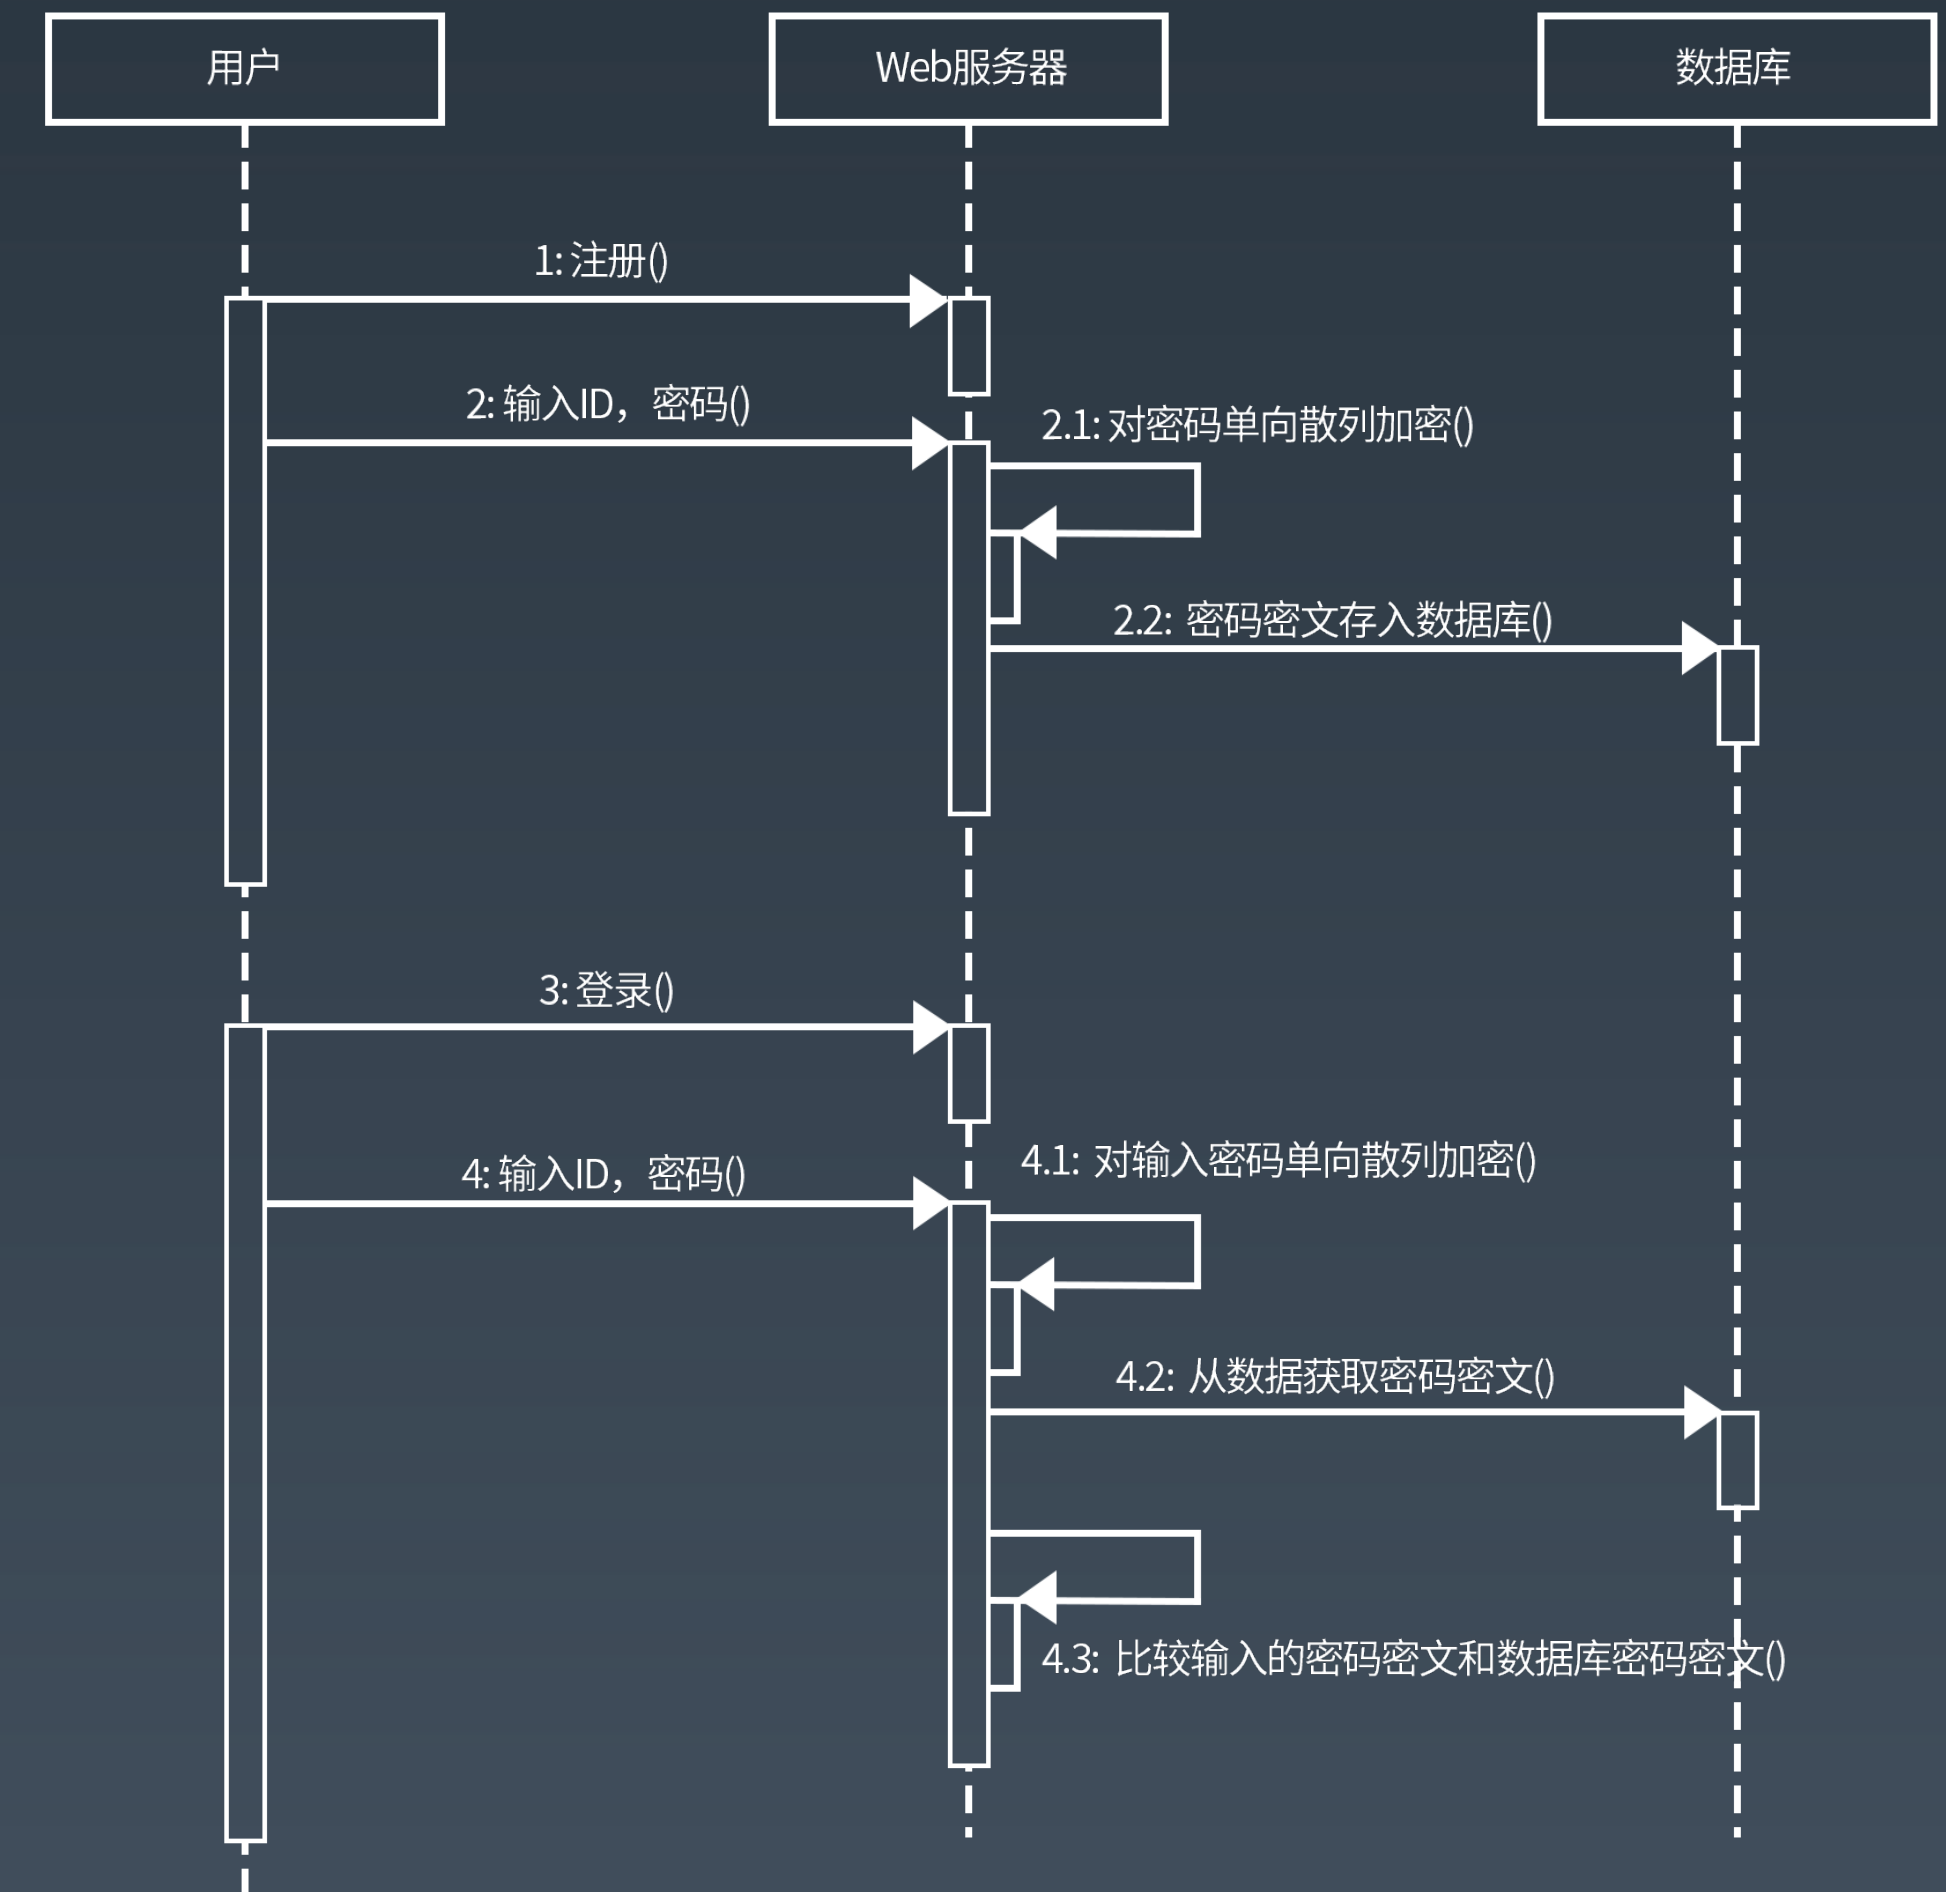 用户
Web服务器
数据库
1: 注册()
2: 输入ID，密码()
2.1: 对密码单向散列加密()
2.2: 密码密文存入数据库()
3: 登录()
4: 输入ID，密码()
4.1: 对输入密码单向散列加密()
4.2: 从数据获取密码密文()
4.3: 比较输入的密码密文和数据库密码密文()